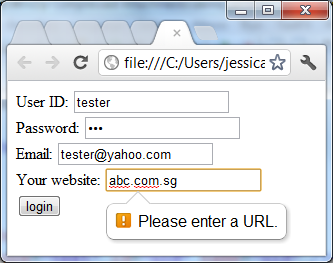 file:///C:/Users/jessica
User ID: tester
Password: •••
Email: tester@yahoo.com
Your website: abc.com.sg
login
Please enter a URL.